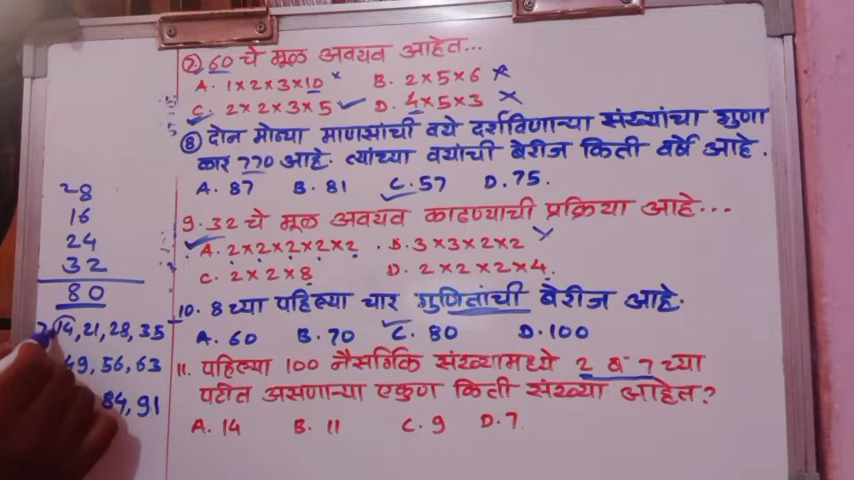 ७. 60 चे मूळ अवयव आहेत...
A. 1×2×3×10 × B. 2×5×6 ×
C. 2×2×3×5 ✓ D. 4×5×3 ×
⑧ दोन मोठ्या माणसांची वये दर्शविणाऱ्या संख्यांचा गुणा
कार 770 आहे. त्यांच्या वयांची बेरीज किती वर्षे आहे.
A. 87 B. 81 C. 57 D. 75.
9. 32 चे मूळ अवयव काढण्याची प्रक्रिया आहे...
A. 2×2×2×2×2 B. 3×3×2×2 ×
C. 2×2×8 D. 2×2×2×4
10. 8 च्या पहिल्या चार गुणितांची बेरीज आहे.
A. 60 B. 70 C. 80 D. 100
11. पहिल्या 100 नैसर्गिक संख्यामध्ये 2 व 7 च्या
पटीत असणाऱ्या एकुण किती संख्या आहेत?
A. 14 B. 11 C. 9 D. 7
28
16
24
32
80
14, 21, 28, 35
49, 56, 63
84, 91